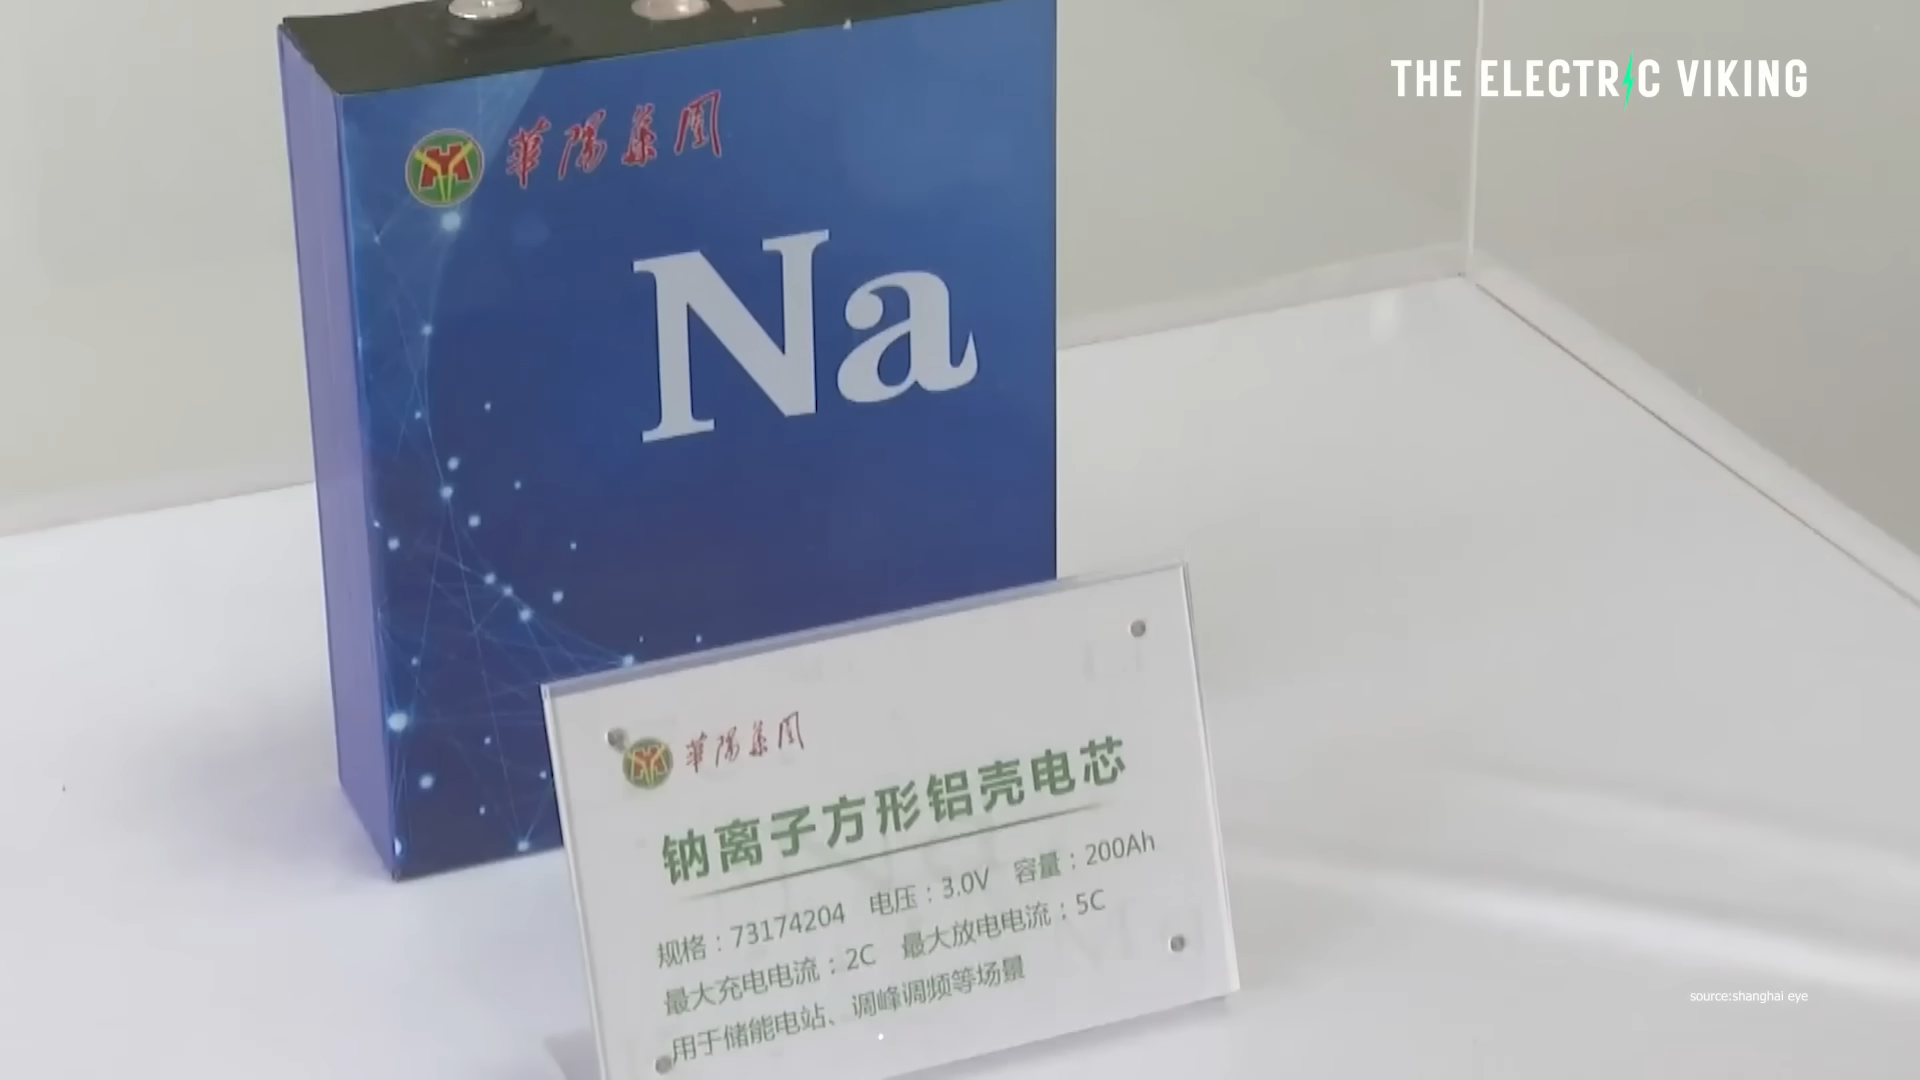 THE ELECTRIC VIKING
華陽集團
Na
華陽集團
钠离子方形铝壳电芯
规格：73174204 电压：3.0V 容量：200Ah
最大充电电流：2C 最大放电电流：5C
用于储能电站、调峰调频等场景
source:shanghai eye